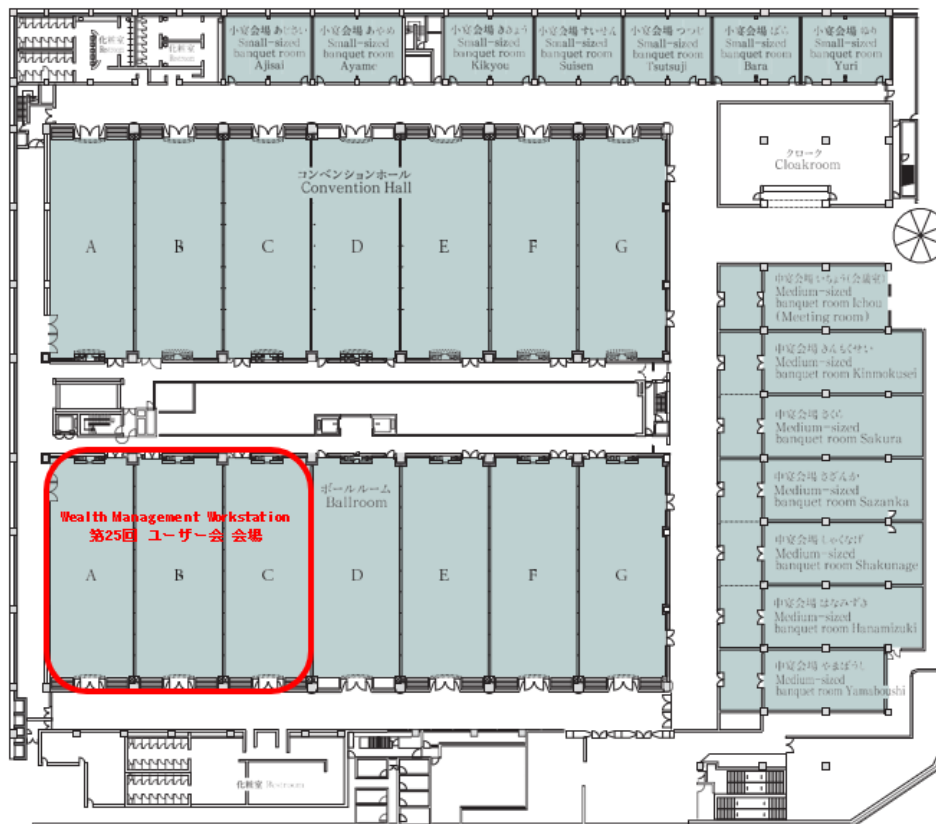 化粧室
Restroom
化粧室
Restroom
小宴会場 あじさい
Small-sized
banquet room
Ajisai
小宴会場 あやめ
Small-sized
banquet room
Ayame
小宴会場 ききょう
Small-sized
banquet room
Kikyou
小宴会場 すいせん
Small-sized
banquet room
Suisen
小宴会場 つつじ
Small-sized
banquet room
Tsutsuji
小宴会場 ばら
Small-sized
banquet room
Bara
小宴会場 ゆり
Small-sized
banquet room
Yuri
クローク
Cloakroom
コンベンションホール
Convention Hall
A
B
C
D
E
F
G
中宴会場 いちょう(会議室)
Medium-sized
banquet room Ichou
(Meeting room)
中宴会場 きんもくせい
Medium-sized
banquet room Kinmokusei
中宴会場 さくら
Medium-sized
banquet room Sakura
中宴会場 さざんか
Medium-sized
banquet room Sazanka
中宴会場 しゃくなげ
Medium-sized
banquet room Shakunage
中宴会場 はなみずき
Medium-sized
banquet room Hanamizuki
中宴会場 やまぼうし
Medium-sized
banquet room Yamaboushi
ボールルーム
Ballroom
Wealth Management Workstation
第25回 ユーザー会 会場
A
B
C
D
E
F
G
化粧室 Restroom